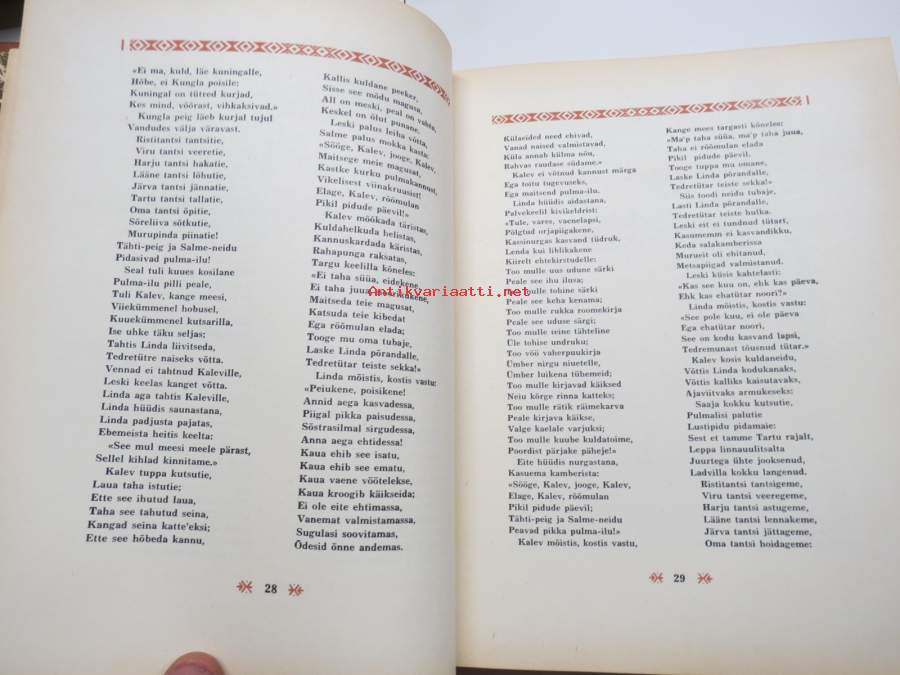 «Ei ma, kuld, läe kuningalle,
Hõbe, ei Kungla poisile:
Kuningal on tütred kurjad,
Kes mind, võõrast, vihkaksivad.»
Kungla peig läeb kurjal tujul
Vandudes välja väravast.
Ristitantsi tantsitie,
Viru tantsi veeretie,
Harju tantsi hakatie,
Lääne tantsi lõhutie,
Järva tantsi jännatie,
Tartu tantsi tallatie,
Oma tantsi õpitie,
Sõreliiva sõtkutie,
Murupinda piinatie!
Tähti-peig ja Salme-neidu
Pidasivad pulma-ilu!
Seal tuli kuues kosilane
Pulma-ilu pilli peale,
Tuli Kalev, kange meesi,
Viiekümmenel hobusel,
Kuuekümmenel kutsarilla,
Ise uhke täku seljas;
Tahtis Linda liivitseda,
Tedretütre naiseks võtta.
Vennad ei tahtnud Kaleville,
Leski keelas kanget võtta.
Linda aga tahtis Kaleville,
Linda hüüdis saunastana,
Linda padjusta pajatas,
Ebemeista heitis keelta:
«See mul meesi meele pärast,
Sellel kihlad kinnitame.»
Kalev tuppa kutsutie,
Laua taha istutie;
Ette see ihutud laua,
Taha see tahutud seina,
Kangad seina katte'eksi;
Ette see hõbeda kannu,
Kallis kuldane peeker,
Sisse see mõdu magusa,
All on meski, peal on vahto,
Keskel on õlut punane.
Leski palus leiba võtta,
Salme palus mokka kasta:
«Sööge, Kalev, jooge, Kalev,
Maitsege meie magusat,
Kastke kurku pulmakannust,
Vikelisest viinakruusist!
Elage, Kalev, rõõmulan
Pikil pidude päevil!»
Kalev mõõkada täristas,
Kuldahelkuda helistas,
Kannuskardada käristas,
Rahapunga raksatas,
Targu keelilla kõneles:
«Ei taha süüa, eidekene,
Ei taha juua,
Maitseda teie magusat,
Katsuda teie kibedat
Ega rõõmulan elada;
Tooge mu oma tubaje,
Laske Linda põrandalle,
Tedretütar teiste sekka!»
Linda mõistis, kostis vastu:
«Peiukene, poisikene!
Annid aega kasvadessa,
Piigal pikka paisudessa,
Sõstrasilmal sirgudessa,
Anna aega ehtidessa!
Kaua ehib see isatu,
Kaua ehib see ematu,
Kaua vaene vöötelekse,
Kaua kroogib käikseida;
Ei ole eite ehtimassa,
Vanemat valmistamassa,
Sugulasi soovitamas,
Õdesid õnne andemas.
28
Külaeided need ehivad,
Vanad naised valmistavad,
Küla annab külma nõu,
Rahvas raudase südame.»
Kalev ei võtnud kannust märga
Ega toitu tugevuseks,
Ega maitsend pulma-ilu.
Linda hüüdis aidastana,
Palvekeelil kivikeldrist:
«Tule, vares, vaenelapsi,
Põlgtud orjapiigakene,
Kassinurgas kasvand tüdruk,
Lenda kui lihlikakene
Kiirelt ehtekirstudelle:
Too mulle uus udune särki
Peale see ihu ilusa;
Too mulle tohine särki
Peale see keha kenama;
Too mulle rukka roomekirja
Peale see uduse särgi;
Too mulle teine tähteline
Üle tohise undruku;
Too vöö vaherpuukirja
Ümber nirgu niuetelle,
Ümber luikena tühemeid;
Too mulle kirjavad käiksed
Neiu kõrge rinna katteks;
Too mulle rätik räimekarva
Peale kirjava käikse,
Valge kaelale varjuksi;
Too mulle kuube kuldatoime,
Poordist pärjake päheje!»
Eite hüüdis nurgastana,
Kasuema kamberista:
«Sööge, Kalev, jooge, Kalev,
Elage, Kalev, rõõmulan
Pikil pidude päevil!
Tähti-peig ja Salme-neidu
Peavad pikka pulma-ilu!»
Kalev mõistis, kostis vastu,
Kange mees targasti kõneles:
«Ma'p taha süüa, ma'p taha juua,
Taha ei rõõmulan elada
Pikil pidude päevil.
Tooge tuppa mu omane,
Laske Linda põrandalle,
Tedretütar teiste sekka!»
Siis toodi neidu tubaje,
Lasti Linda põrandalle,
Tedretütar teiste hulka.
Leski est ei tundnud tütart,
Kasumemm ei kasvandikku,
Keda salakamberissa
Murueit oli ehitanud,
Metsapiigad valmistanud.
Leski küsis kahtelasti:
«Kas see kuu on, ehk kas päeva,
Ehk kas ehatütar noori?»
Linda mõistis, kostis vastu:
«See pole kuu, ei ole päeva
Ega ehatütar noori,
See on kodu kasvand lapsi,
Tedremunast tõusnud tütar.»
Kalev kosis kuldaneidu,
Võttis Linda kodukanaks,
Võttis kalliks kaisutavaks,
Ajaviitvaks armukeseks:
Saaja kokku kutsutie,
Pulmalisi palutie
Lustipidu pidamaie:
Sest ei tamme Tartu rajalt,
Leppa linnauulitsalta
Juurtega ühte jooksenud,
Ladvilla kokku langenud.
Ristitantsi tantsigeme,
Viru tantsi veeregeme,
Harju tantsi astugeme,
Lääne tantsi lennakeme,
Järva tantsi jättageme,
Oma tantsi hoidageme:
29
Antikvariaatti.net